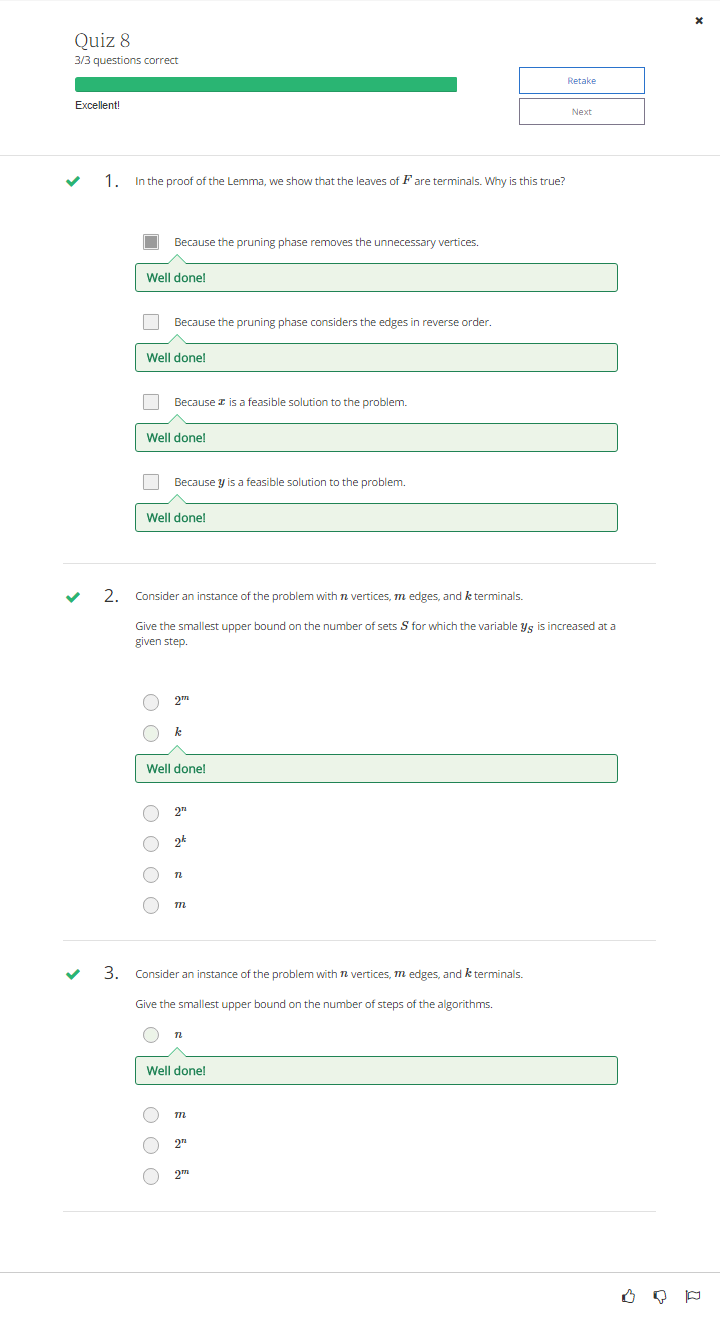 Quiz 8
3/3 questions correct
Excellent!
Retake
Next
1. In the proof of the Lemma, we show that the leaves of F are terminals. Why is this true?
Because the pruning phase removes the unnecessary vertices.
Well done!
Because the pruning phase considers the edges in reverse order.
Well done!
Because x is a feasible solution to the problem.
Well done!
Because y is a feasible solution to the problem.
Well done!
2. Consider an instance of the problem with n vertices, m edges, and k terminals.
Give the smallest upper bound on the number of sets S for which the variable y_S is increased at a
given step.
2^m
k
Well done!
2^n
2^k
n
m
3. Consider an instance of the problem with n vertices, m edges, and k terminals.
Give the smallest upper bound on the number of steps of the algorithms.
n
Well done!
m
2^n
2^m